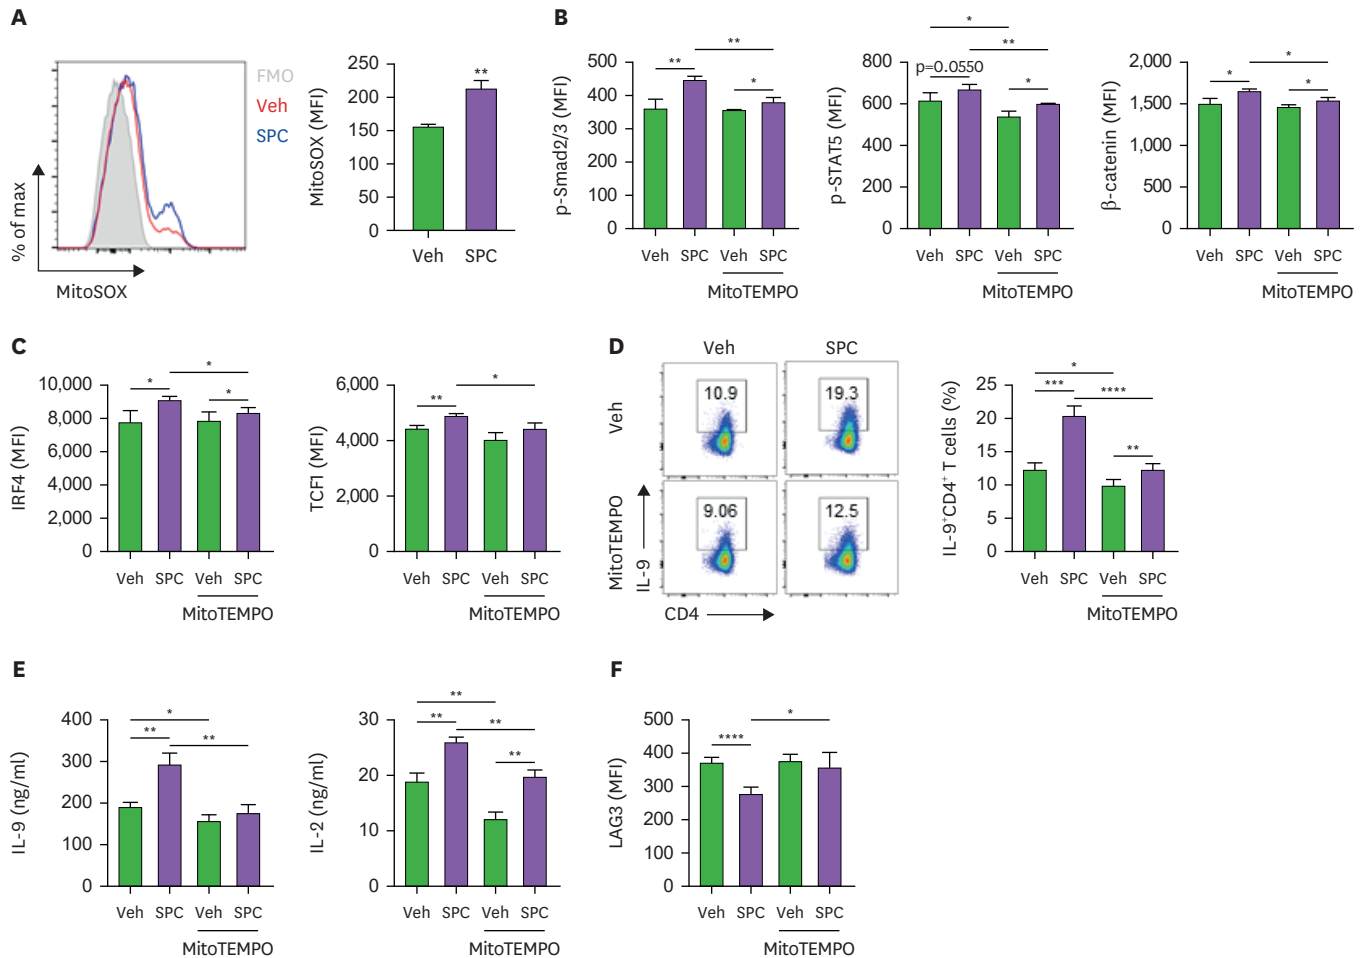 A
FMO
Veh
SPC
% of max
MitoSOX
MitoSOX (MFI)
250
200
150
100
50
0
**
Veh SPC
B
p-Smad2/3 (MFI)
500
400
300
200
100
0
**
**
*
Veh SPC Veh SPC
MitoTEMPO
p-STAT5 (MFI)
800
600
400
200
0
*
**
p=0.0550
*
Veh SPC Veh SPC
MitoTEMPO
β-catenin (MFI)
2,000
1,500
1,000
500
0
*
*
*
Veh SPC Veh SPC
MitoTEMPO
C
IRF4 (MFI)
10,000
8,000
6,000
4,000
2,000
0
*
*
*
Veh SPC Veh SPC
MitoTEMPO
TCF1 (MFI)
6,000
4,000
2,000
0
*
**
Veh SPC Veh SPC
MitoTEMPO
D
Veh SPC
Veh
10.9 19.3
MitoTEMPO
9.06 12.5
IL-9
CD4
IL-9⁺CD4⁺ T cells (%)
25
20
15
10
5
0
*
*** ****
**
Veh SPC Veh SPC
MitoTEMPO
E
IL-9 (ng/ml)
400
300
200
100
0
*
**
**
Veh SPC Veh SPC
MitoTEMPO
IL-2 (ng/ml)
30
20
10
0
**
**
**
**
Veh SPC Veh SPC
MitoTEMPO
F
LAG3 (MFI)
500
400
300
200
100
0
*
****
Veh SPC Veh SPC
MitoTEMPO